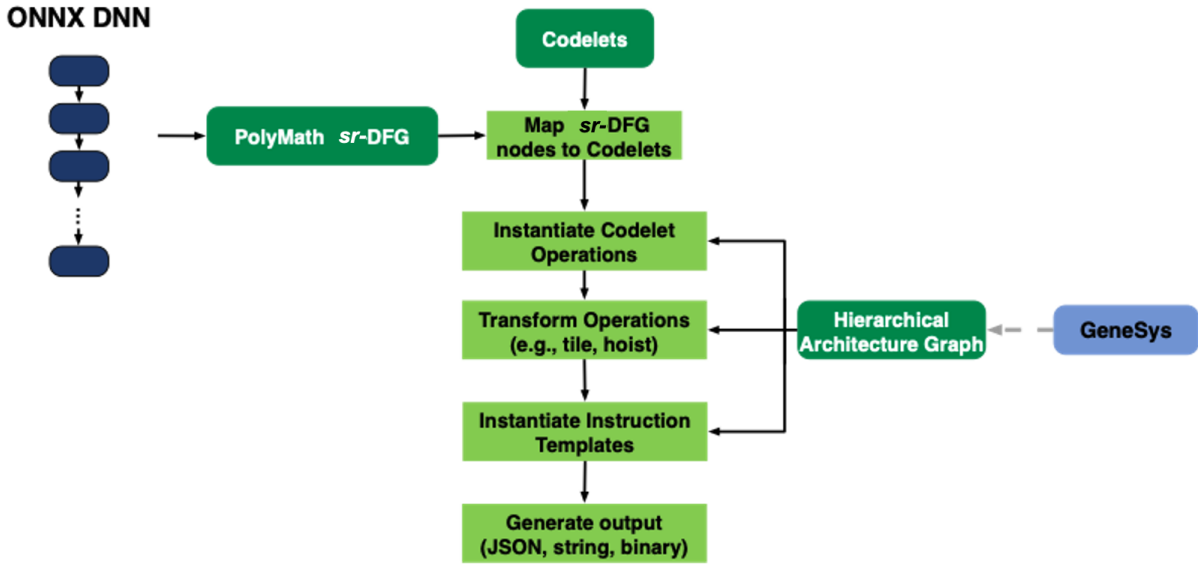 ONNX DNN
Codelets
PolyMath sr-DFG
Map sr-DFG
nodes to Codelets
Instantiate Codelet
Operations
Transform Operations
(e.g., tile, hoist)
Hierarchical
Architecture Graph
GeneSys
Instantiate Instruction
Templates
Generate output
(JSON, string, binary)